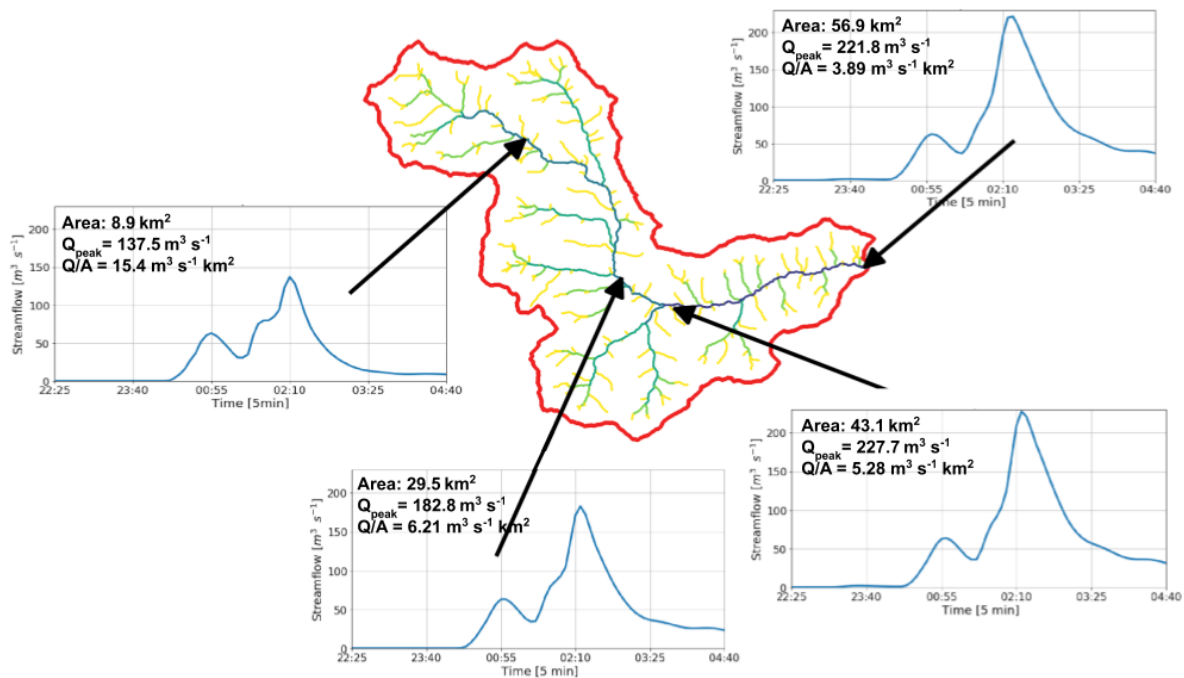 Area: 56.9 km²
Q_peak = 221.8 m³ s⁻¹
Q/A = 3.89 m³ s⁻¹ km²
Streamflow [m³ s⁻¹]
200
150
100
50
0
22:25 23:40 00:55 02:10 03:25 04:40
Time [5 min]
Area: 8.9 km²
Q_peak = 137.5 m³ s⁻¹
Q/A = 15.4 m³ s⁻¹ km²
Streamflow [m³ s⁻¹]
200
150
100
50
0
22:25 23:40 00:55 02:10 03:25 04:40
Time [5min]
Area: 43.1 km²
Q_peak = 227.7 m³ s⁻¹
Q/A = 5.28 m³ s⁻¹ km²
Streamflow [m³ s⁻¹]
200
150
100
50
0
22:25 23:40 00:55 02:10 03:25 04:40
Time [5 min]
Area: 29.5 km²
Q_peak = 182.8 m³ s⁻¹
Q/A = 6.21 m³ s⁻¹ km²
Streamflow [m³ s⁻¹]
200
150
100
50
0
22:25 23:40 00:55 02:10 03:25 04:40
Time [5 min]